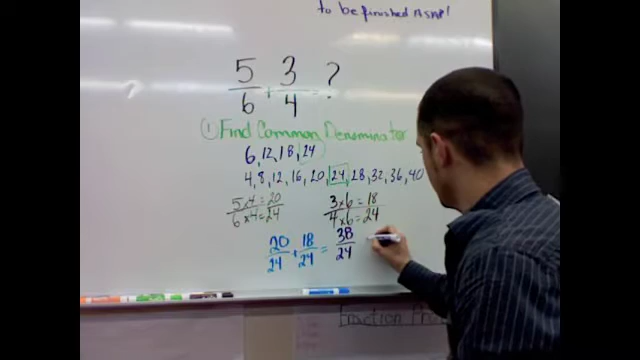 to be finished ASAP!
5/6 + 3/4 = ?
① Find Common Denominator
6, 12, 18, 24
4, 8, 12, 16, 20, 24, 28, 32, 36, 40
5×4=20 3×6=18
6×4=24 4×6=24
20/24 + 18/24 = 38/24
Fraction